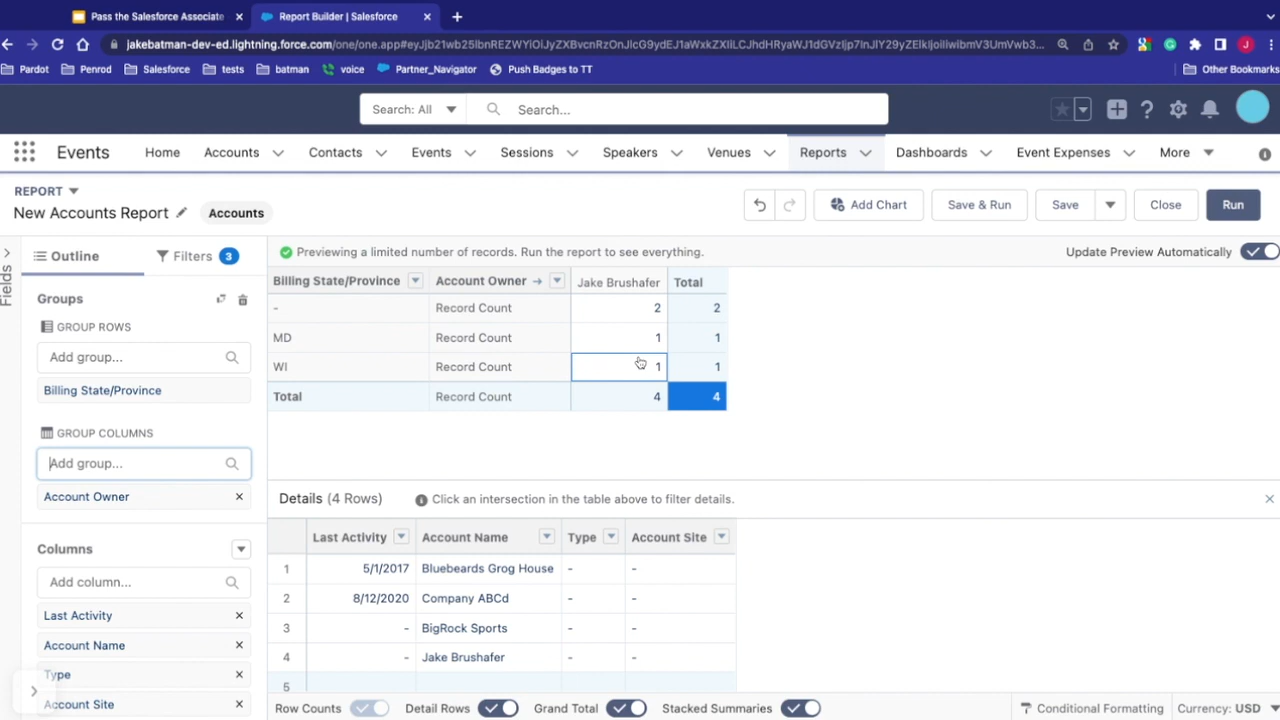 Pass the Salesforce Associate
Report Builder | Salesforce
jakebatman-dev-ed.lightning.force.com
Pardot Penrod Salesforce tests batman voice Partner_Navigator Push Badges to TT Other Bookmarks
Search: All Search...
Events Home Accounts Contacts Events Sessions Speakers Venues Reports Dashboards Event Expenses More
REPORT
New Accounts Report Accounts
Add Chart Save & Run Save Close Run
Fields
Outline Filters 3
Previewing a limited number of records. Run the report to see everything. Update Preview Automatically
Groups
GROUP ROWS
Add group...
Billing State/Province
GROUP COLUMNS
Add group...
Account Owner
Columns
Add column...
Last Activity
Account Name
Type
Account Site
Billing State/Province Account Owner → Jake Brushafer Total
- Record Count 2 2
MD Record Count 1 1
WI Record Count 1 1
Total Record Count 4 4
Details (4 Rows) Click an intersection in the table above to filter details.
Last Activity Account Name Type Account Site
1 5/1/2017 Bluebeards Grog House - -
2 8/12/2020 Company ABCd - -
3 - BigRock Sports - -
4 - Jake Brushafer - -
5
Row Counts Detail Rows Grand Total Stacked Summaries Conditional Formatting Currency: USD